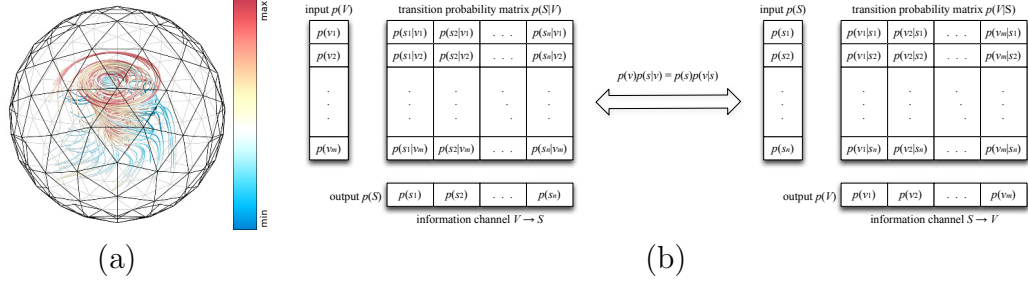 max
min
(a)
input p(V)
p(v1)
p(v2)
.
.
.
p(vm)
transition probability matrix p(S|V)
p(s1|v1) p(s2|v1) . . . p(sn|v1)
p(s1|v2) p(s2|v2) . . . p(sn|v2)
. . . .
. . . .
. . . .
p(s1|vm) p(s2|vm) . . . p(sn|vm)
output p(S) p(s1) p(s2) . . . p(sn)
information channel V → S
p(v)p(s|v) = p(s)p(v|s)
input p(S)
p(s1)
p(s2)
.
.
.
p(sn)
transition probability matrix p(V|S)
p(v1|s1) p(v2|s1) . . . p(vm|s1)
p(v1|s2) p(v2|s2) . . . p(vm|s2)
. . . .
. . . .
. . . .
p(v1|sn) p(v2|sn) . . . p(vm|sn)
output p(V) p(v1) p(v2) . . . p(vm)
information channel S → V
(b)